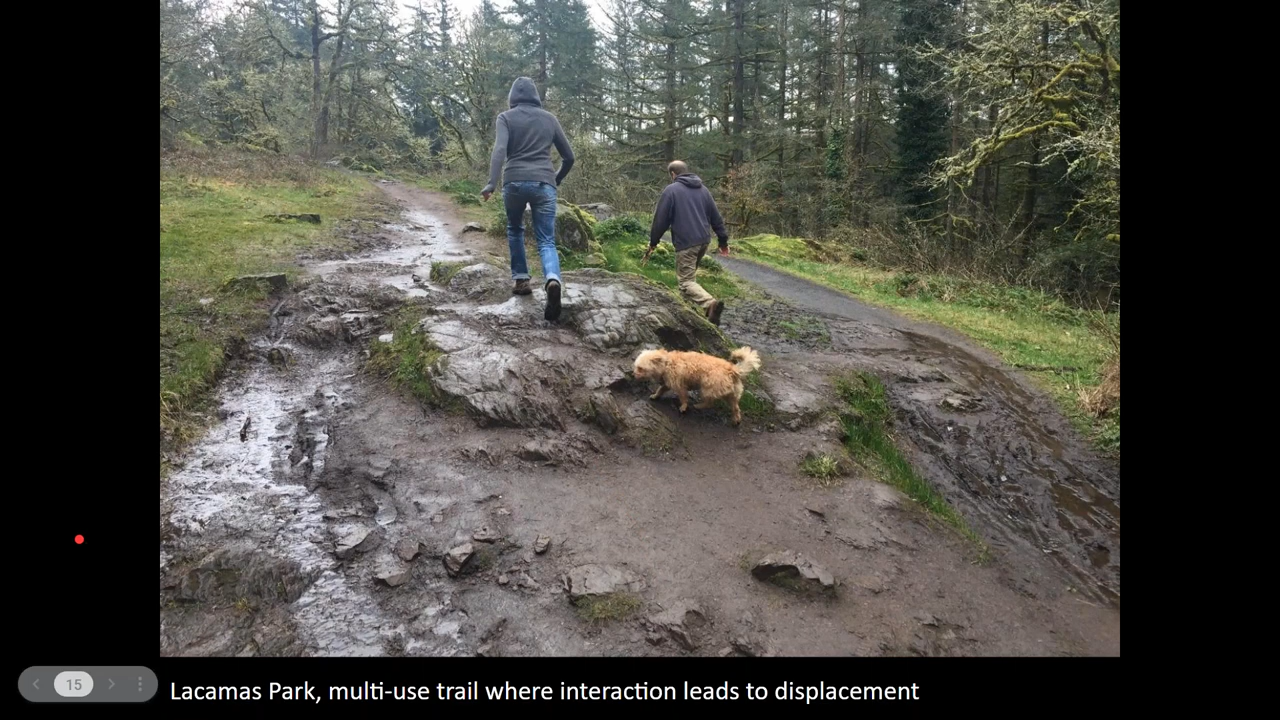 15
Lacamas Park, multi-use trail where interaction leads to displacement